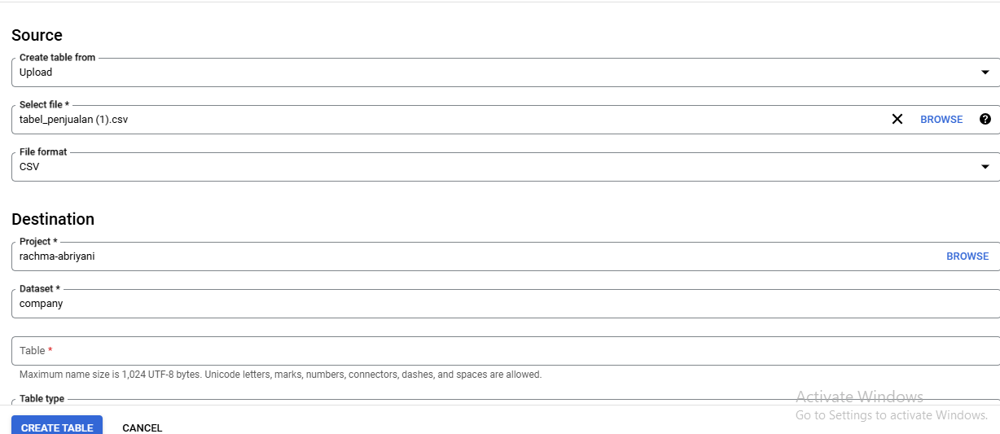 Source
Create table from
Upload
Select file *
tabel_penjualan (1).csv
BROWSE
File format
CSV
Destination
Project *
rachma-abriyani
BROWSE
Dataset *
company
Table *
Maximum name size is 1,024 UTF-8 bytes. Unicode letters, marks, numbers, connectors, dashes, and spaces are allowed.
Table type
Activate Windows
Go to Settings to activate Windows.
CREATE TABLE
CANCEL